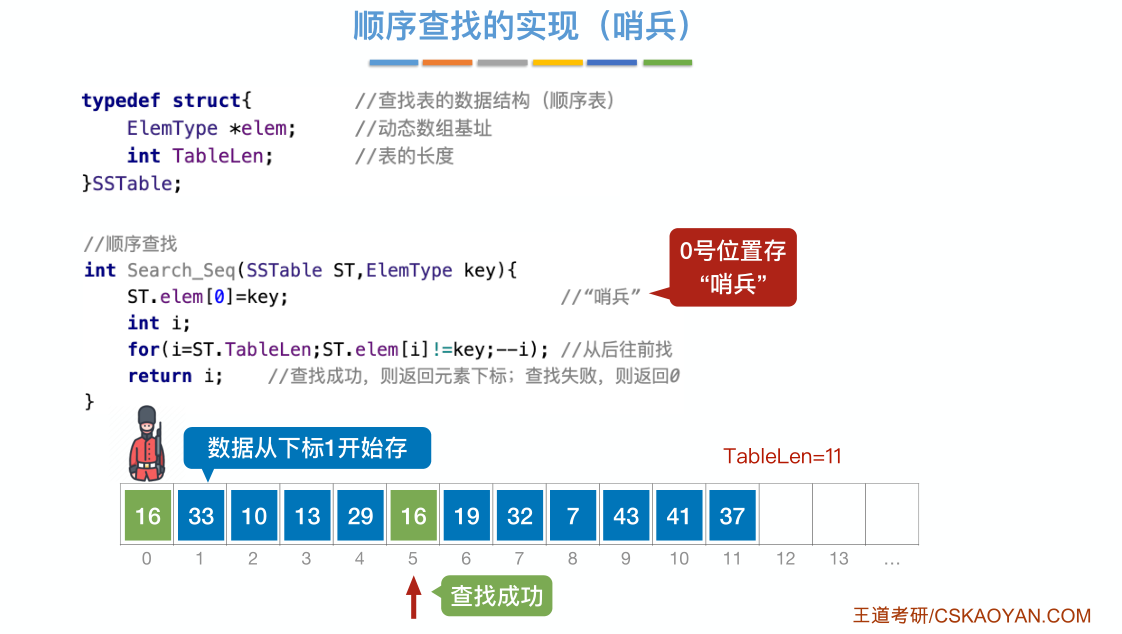 顺序查找的实现（哨兵）
typedef struct{ //查找表的数据结构（顺序表）
ElemType *elem; //动态数组基址
int TableLen; //表的长度
}SSTable;
//顺序查找
int Search_Seq(SSTable ST,ElemType key){
ST.elem[0]=key; //“哨兵”
int i;
for(i=ST.TableLen;ST.elem[i]!=key;--i); //从后往前找
return i; //查找成功，则返回元素下标；查找失败，则返回0
}
0号位置存
“哨兵”
数据从下标1开始存
TableLen=11
16 33 10 13 29 16 19 32 7 43 41 37
0 1 2 3 4 5 6 7 8 9 10 11 12 13 ...
查找成功
王道考研/CSKAOYAN.COM